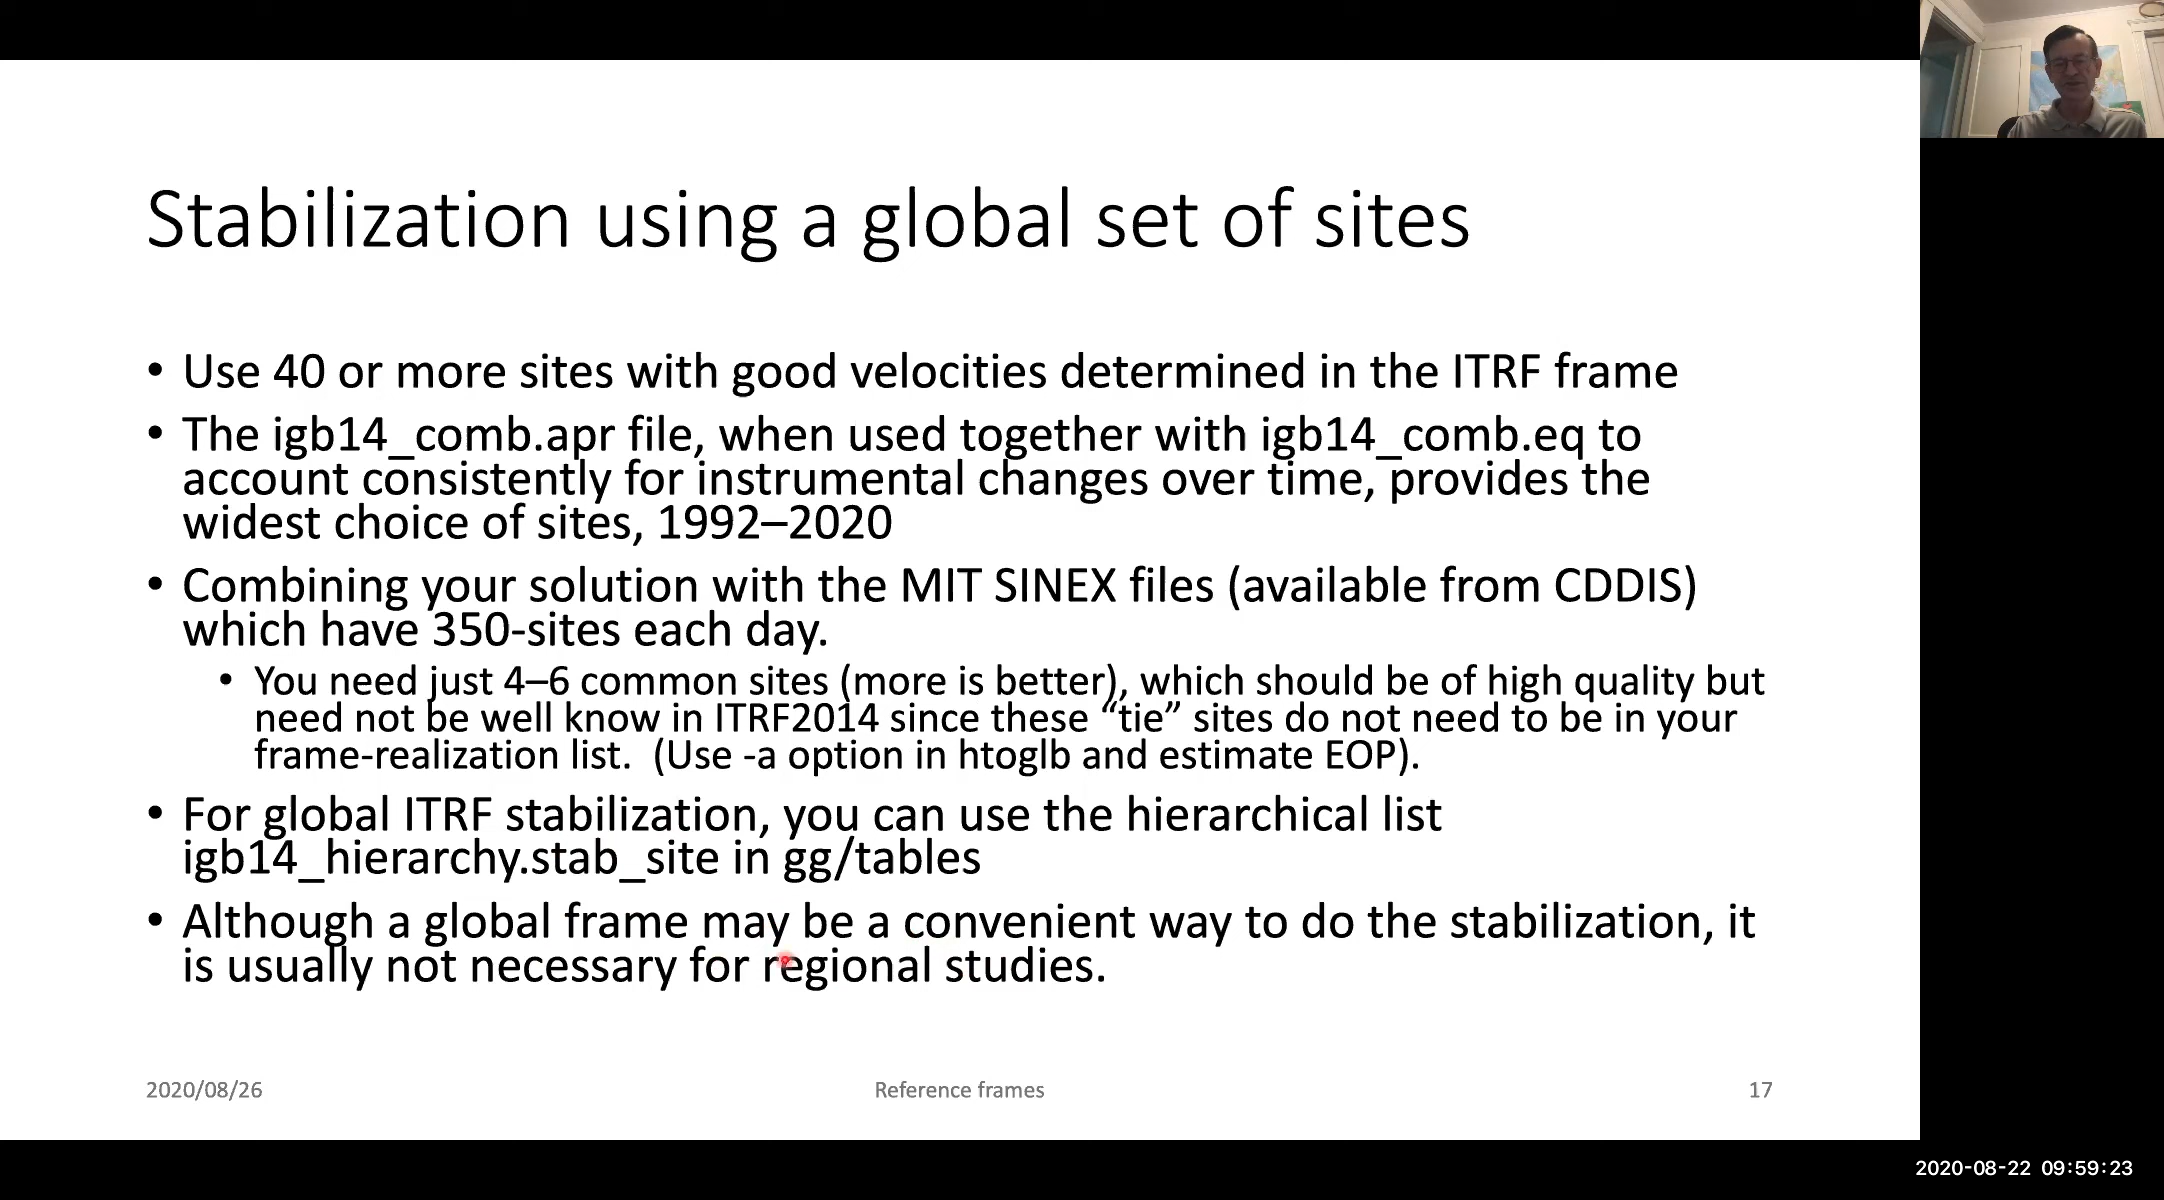 Stabilization using a global set of sites
• Use 40 or more sites with good velocities determined in the ITRF frame
• The igb14_comb.apr file, when used together with igb14_comb.eq to
account consistently for instrumental changes over time, provides the
widest choice of sites, 1992–2020
• Combining your solution with the MIT SINEX files (available from CDDIS)
which have 350-sites each day.
• You need just 4–6 common sites (more is better), which should be of high quality but
need not be well know in ITRF2014 since these “tie” sites do not need to be in your
frame-realization list.  (Use -a option in htoglb and estimate EOP).
• For global ITRF stabilization, you can use the hierarchical list
igb14_hierarchy.stab_site in gg/tables
• Although a global frame may be a convenient way to do the stabilization, it
is usually not necessary for regional studies.
2020/08/26
Reference frames
17
2020-08-22 09:59:23